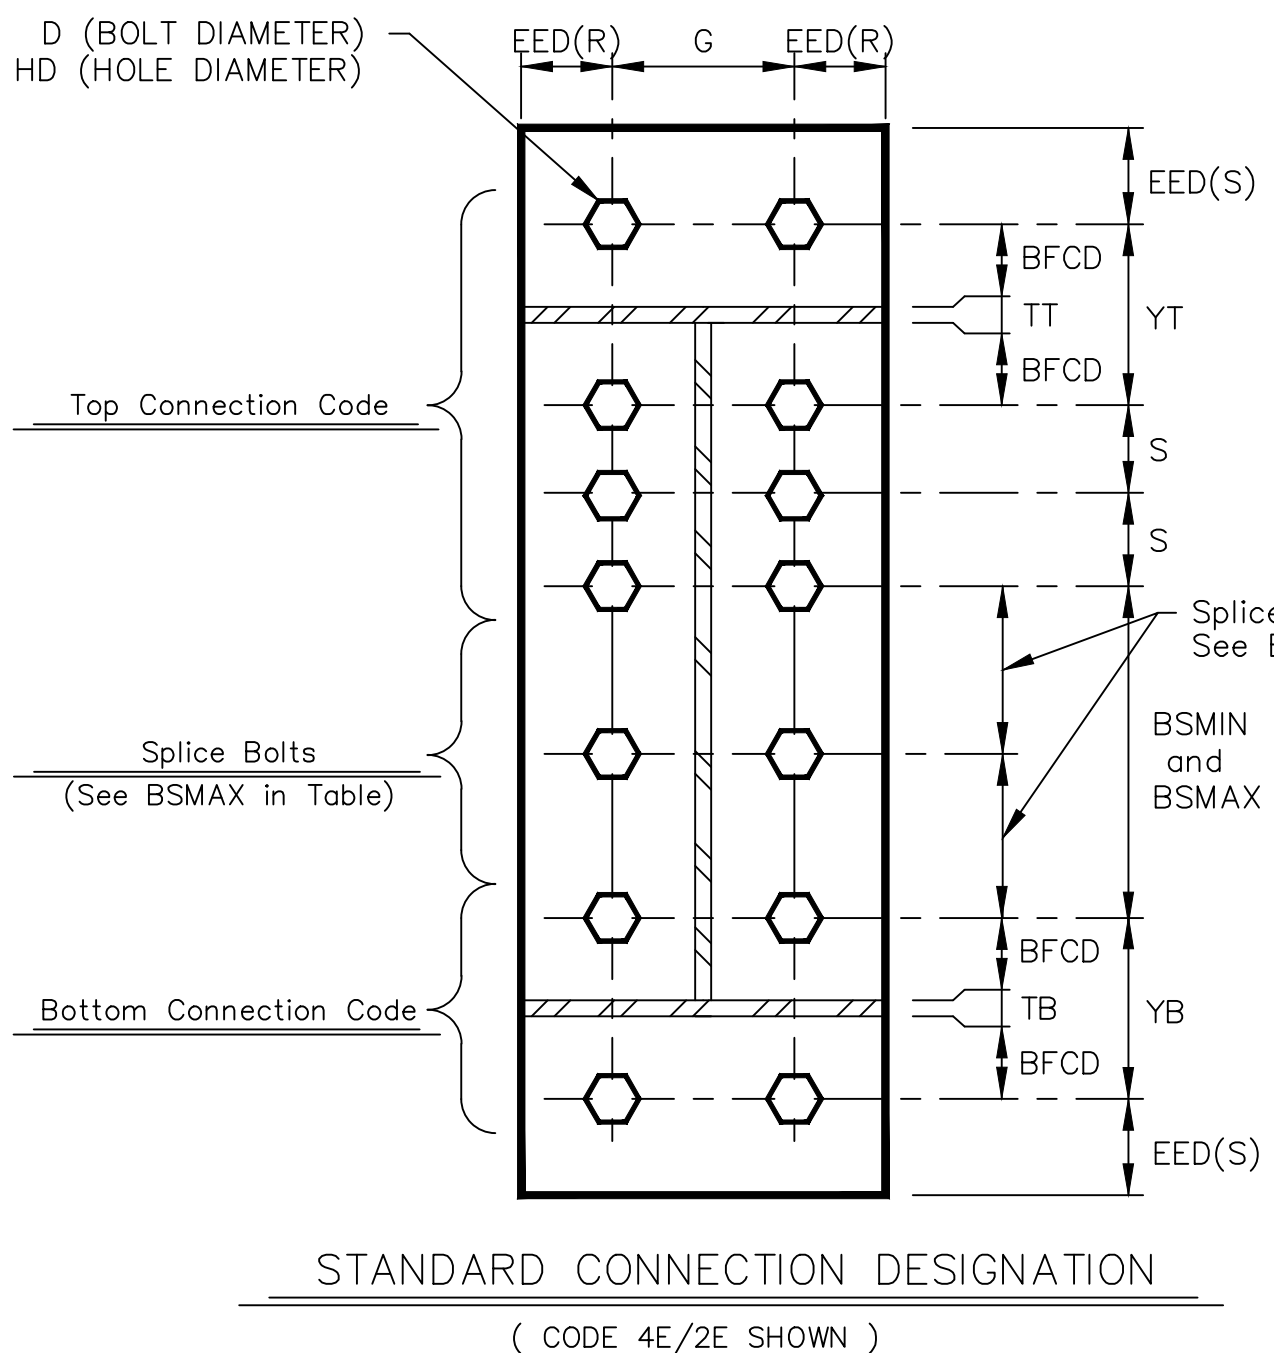 D (BOLT DIAMETER)
HD (HOLE DIAMETER)
EED(R)
G
EED(R)
EED(S)
BFCD
TT
YT
BFCD
Top Connection Code
S
S
Splice
See
BSMIN
and
BSMAX
Splice Bolts
(See BSMAX in Table)
BFCD
Bottom Connection Code
TB
YB
BFCD
EED(S)
STANDARD CONNECTION DESIGNATION
( CODE 4E/2E SHOWN )